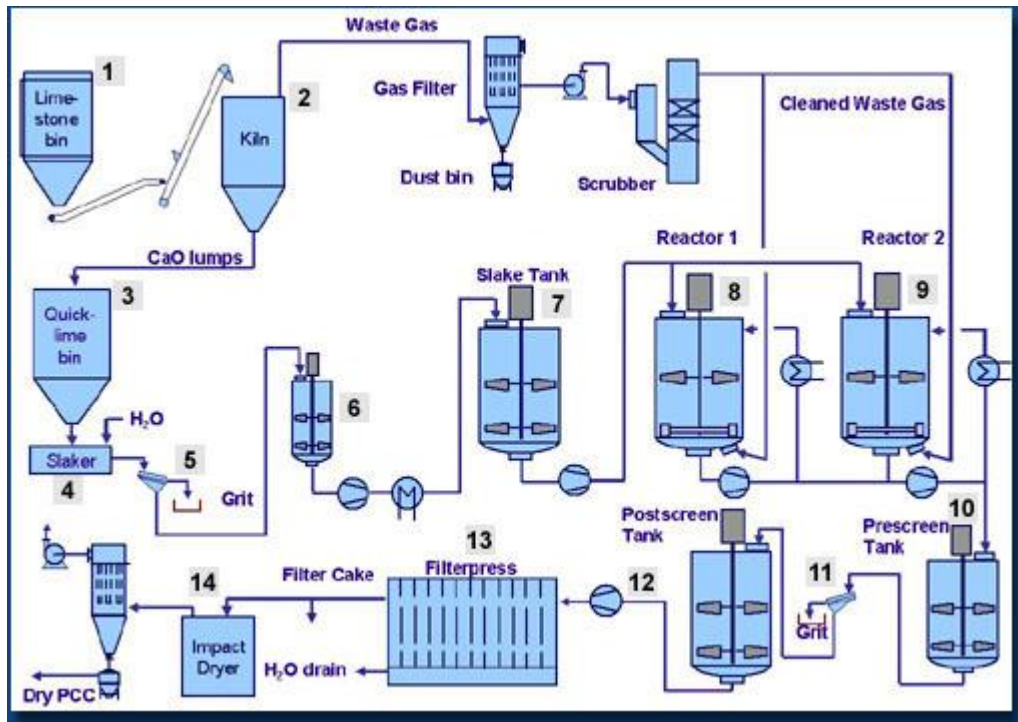 Waste Gas
1
Lime-
stone
bin
2
Kiln
Gas Filter
Cleaned Waste Gas
Dust bin
Scrubber
Reactor 1
Reactor 2
CaO lumps
Slake Tank
3
7
8
9
Quick-
lime
bin
6
H₂O
5
Slaker
4
Grit
10
Postscreen
Tank
Prescreen
Tank
13
Filterpress
11
12
14
Filter Cake
Grit
Impact
Dryer
H₂O drain
Dry PCC